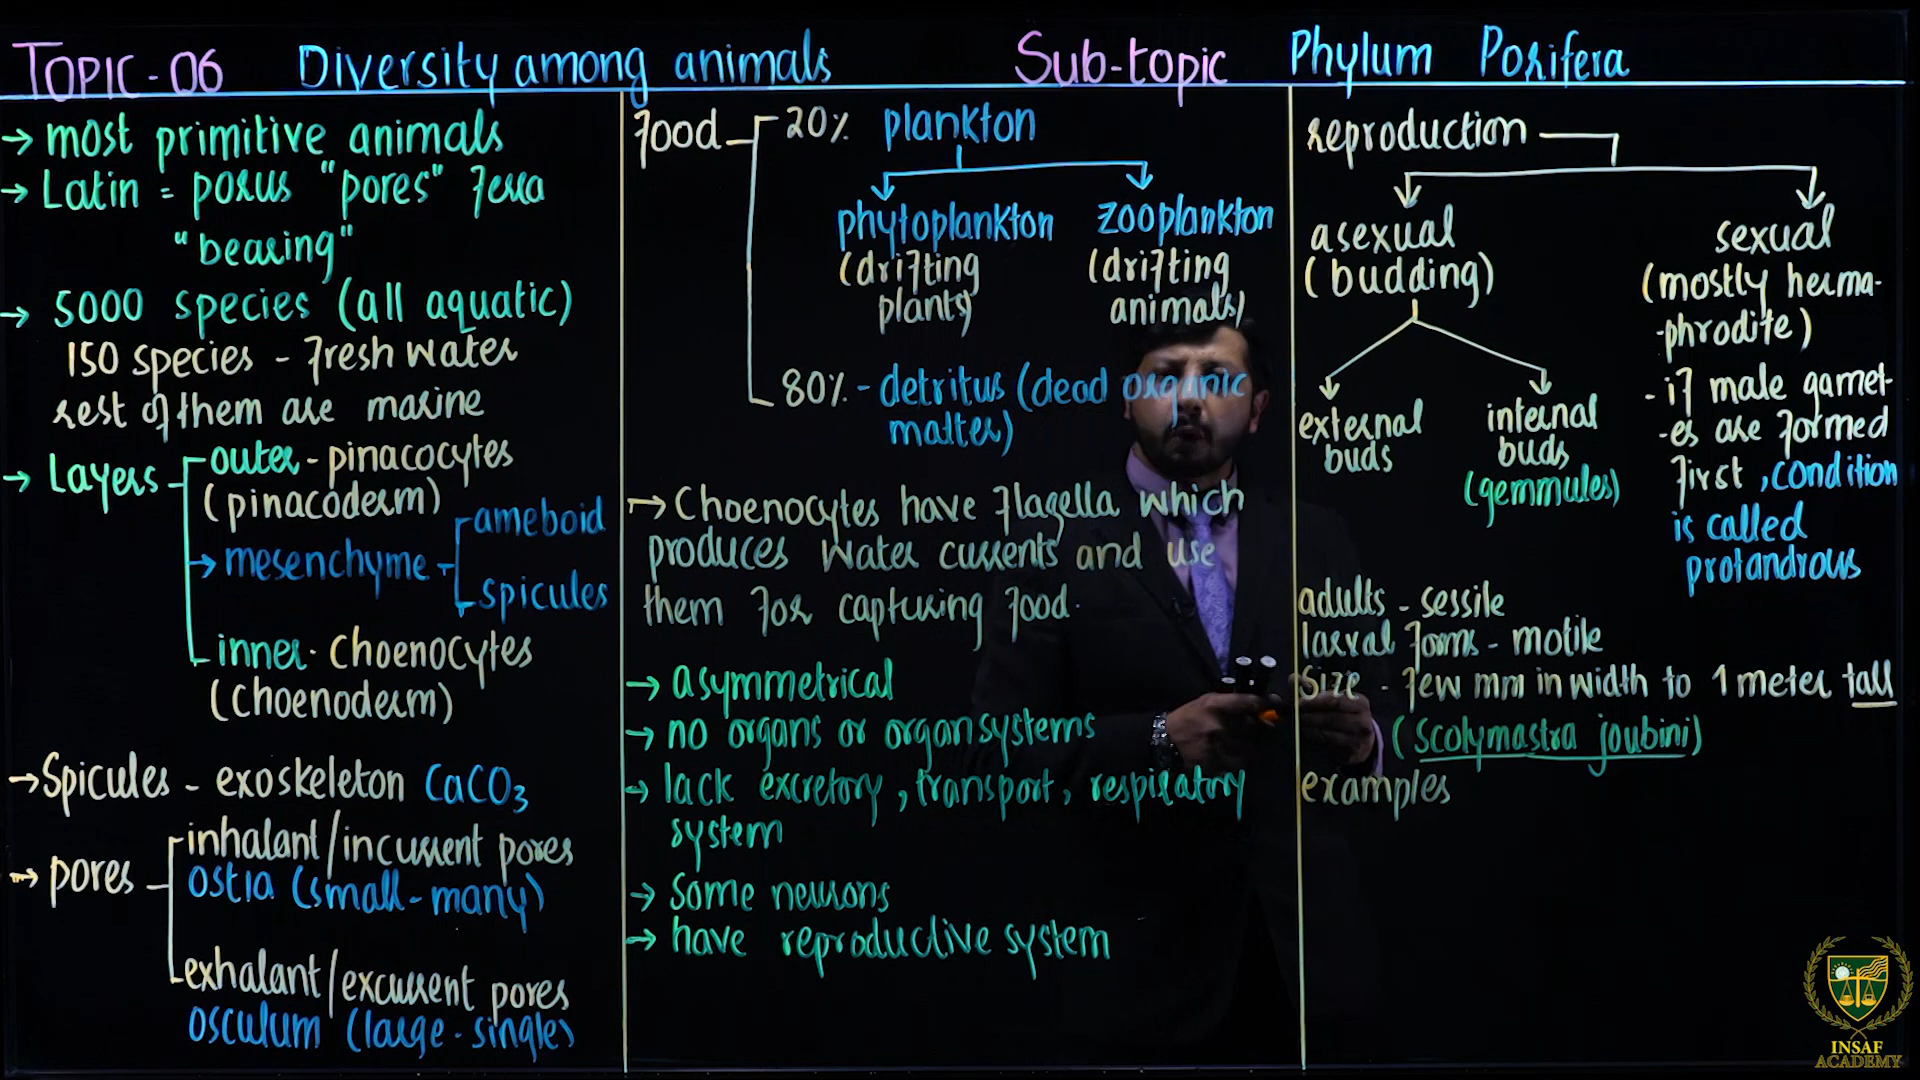 TOPIC-06 Diversity among animals Sub-topic Phylum Porifera
→ most primitive animals
→ Latin = porus "pores" ferra
"bearing"
→ 5000 species (all aquatic)
150 species - fresh water
rest of them are marine
→ Layers
outer - pinacocytes
(pinacoderm)
→ mesenchyme
ameboid
spicules
inner - choenocytes
(choenoderm)
→ Spicules - exoskeleton CaCO3
→ pores
inhalant/incurrent pores
ostia (small-many)
exhalant/excurrent pores
osculum (large-single)
food
20% plankton
phytoplankton
(drifting
plants)
zooplankton
(drifting
animals)
80% - detritus (dead organic
matter)
→ Choenocytes have flagella which
produces water currents and use
them for capturing food.
→ asymmetrical
→ no organs or organ systems
→ lack excretory, transport, respiratory
system
→ Some neurons
→ have reproductive system
reproduction
asexual
(budding)
external
buds
internal
buds
(gemmules)
sexual
(mostly herma-
-phrodite)
- if male gamet-
-es are formed
first, condition
is called
protandrous
adults - sessile
larval forms - motile
Size - few mm in width to 1 meter tall
(Scolymastra joubini)
examples
INSAF
ACADEMY